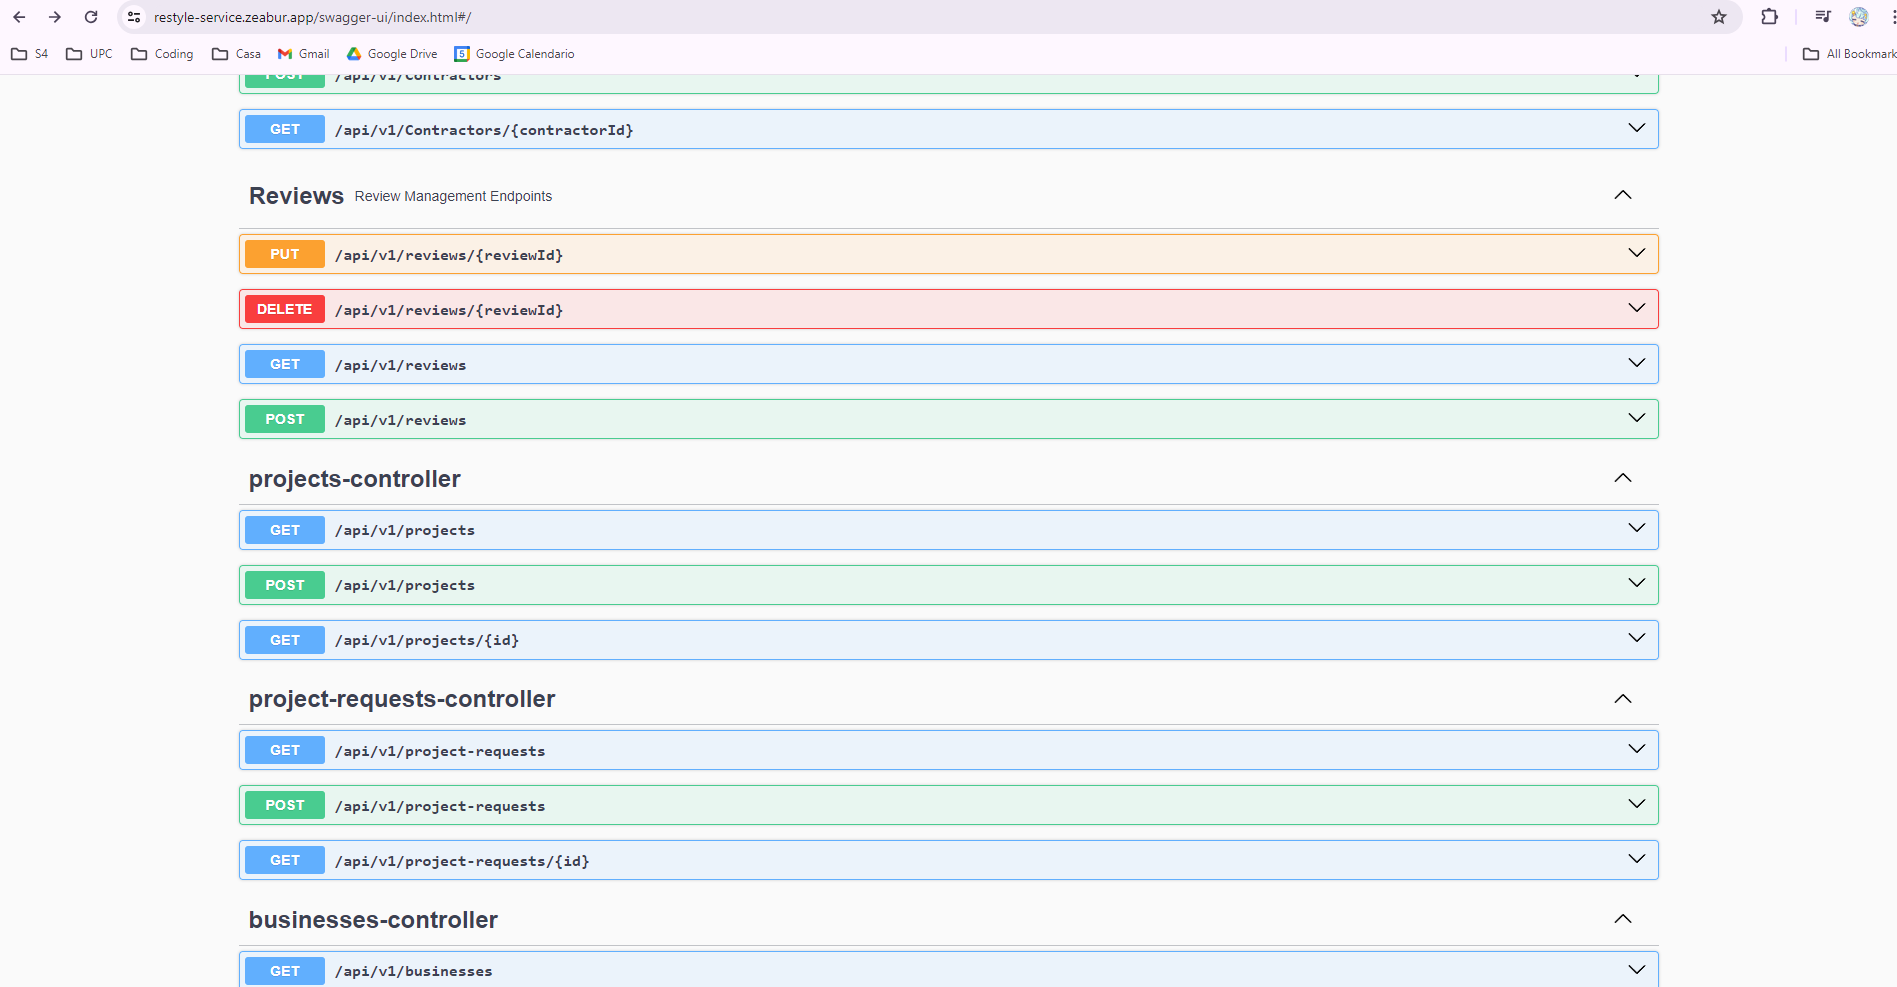 restyle-service.zeabur.app/swagger-ui/index.html#/
S4 UPC Coding Casa Gmail Google Drive 5 Google Calendario All Bookmark
POST /api/v1/Contractors
GET /api/v1/Contractors/{contractorId}
Reviews Review Management Endpoints
PUT /api/v1/reviews/{reviewId}
DELETE /api/v1/reviews/{reviewId}
GET /api/v1/reviews
POST /api/v1/reviews
projects-controller
GET /api/v1/projects
POST /api/v1/projects
GET /api/v1/projects/{id}
project-requests-controller
GET /api/v1/project-requests
POST /api/v1/project-requests
GET /api/v1/project-requests/{id}
businesses-controller
GET /api/v1/businesses